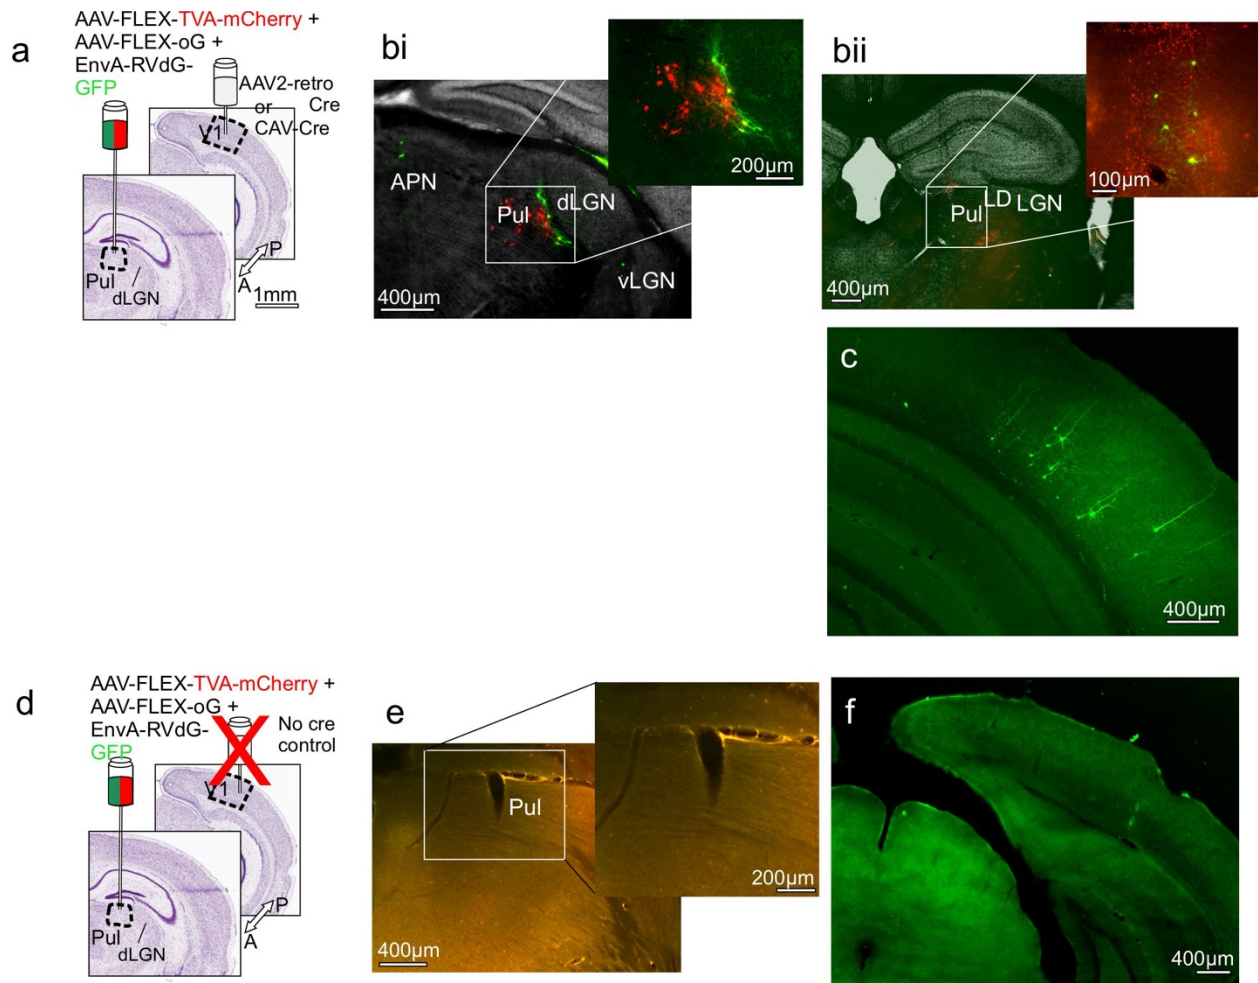 a
AAV-FLEX-TVA-mCherry +
AAV-FLEX-oG +
EnvA-RVdG-
GFP
AAV2-retro
or Cre
CAV-Cre
V1
Pul
dLGN
P
A
1mm
bi
APN
Pul
dLGN
vLGN
400µm
200µm
bii
Pul
LD
LGN
400µm
100µm
c
400µm
d
AAV-FLEX-TVA-mCherry +
AAV-FLEX-oG +
EnvA-RVdG-
GFP
No cre
control
V1
Pul
dLGN
P
A
e
Pul
400µm
200µm
f
400µm